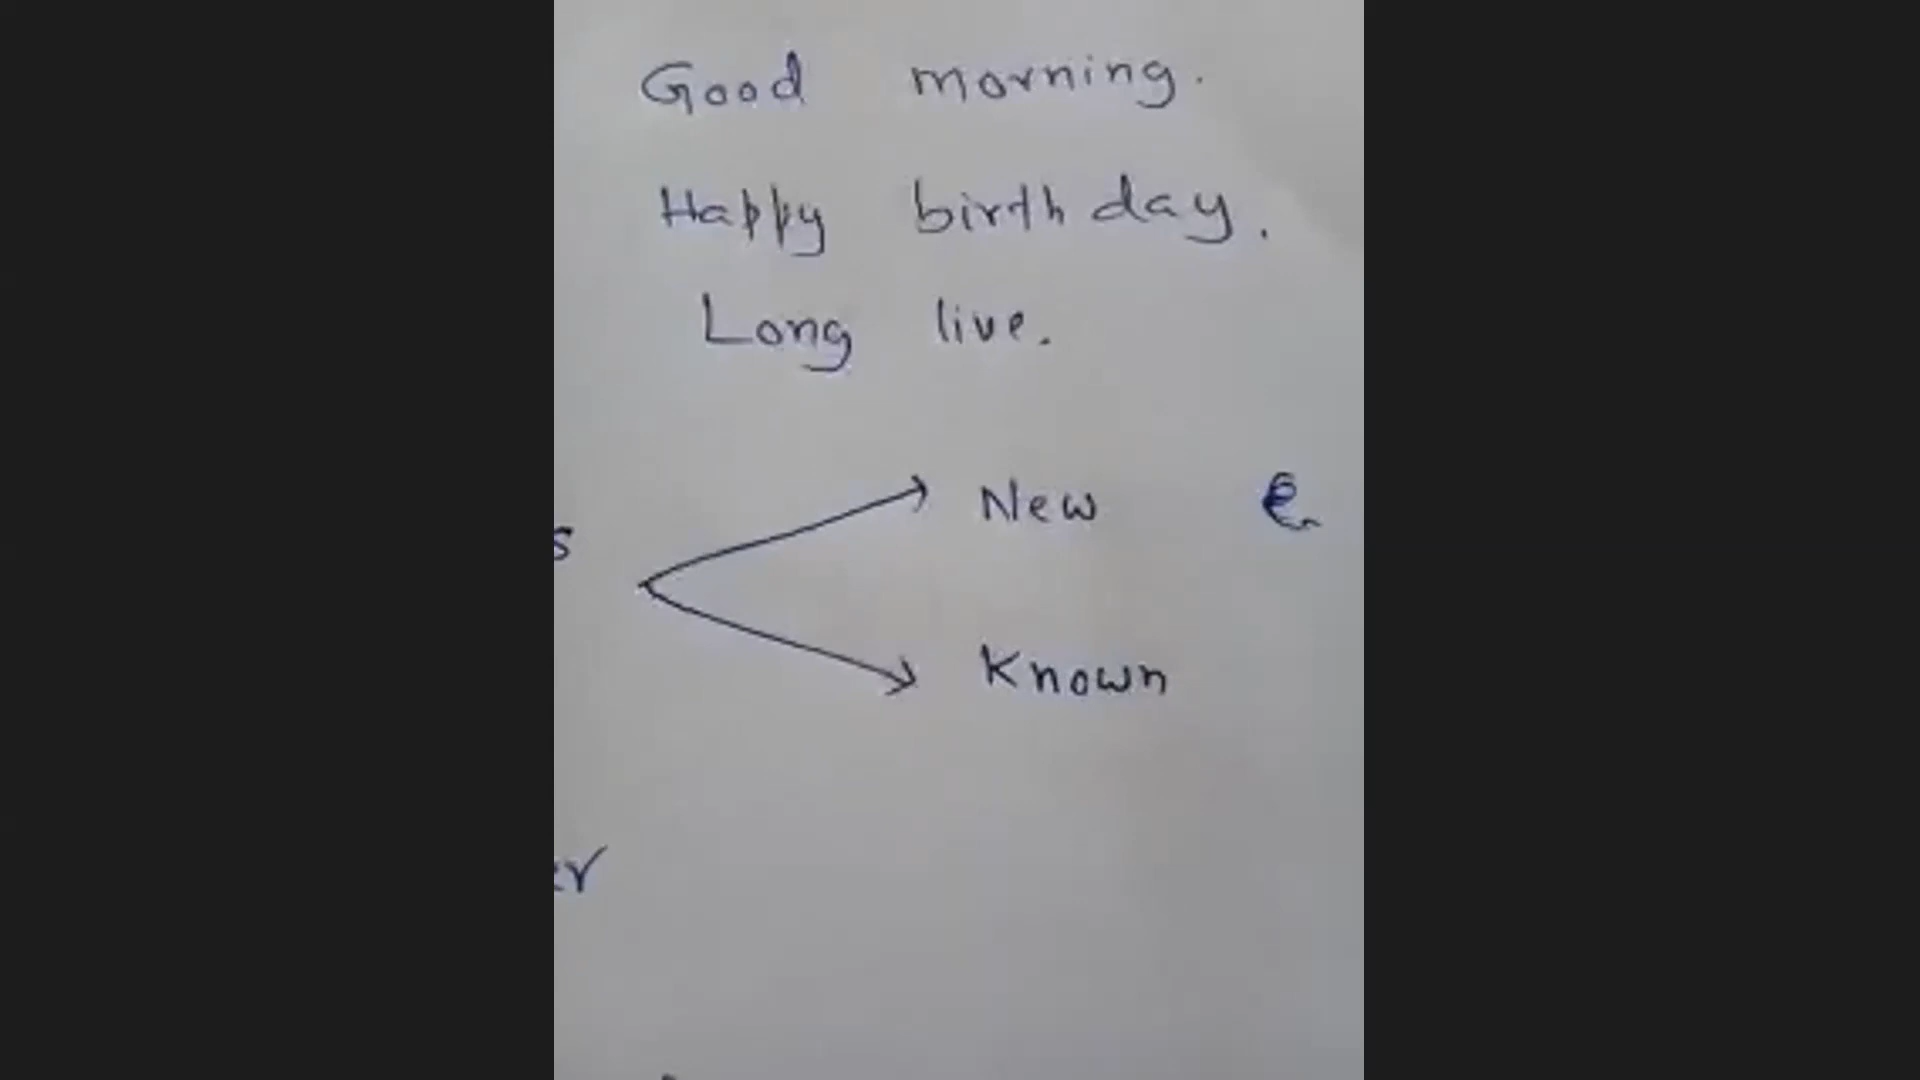 Good morning.
Happy birthday.
Long live.
New
Known